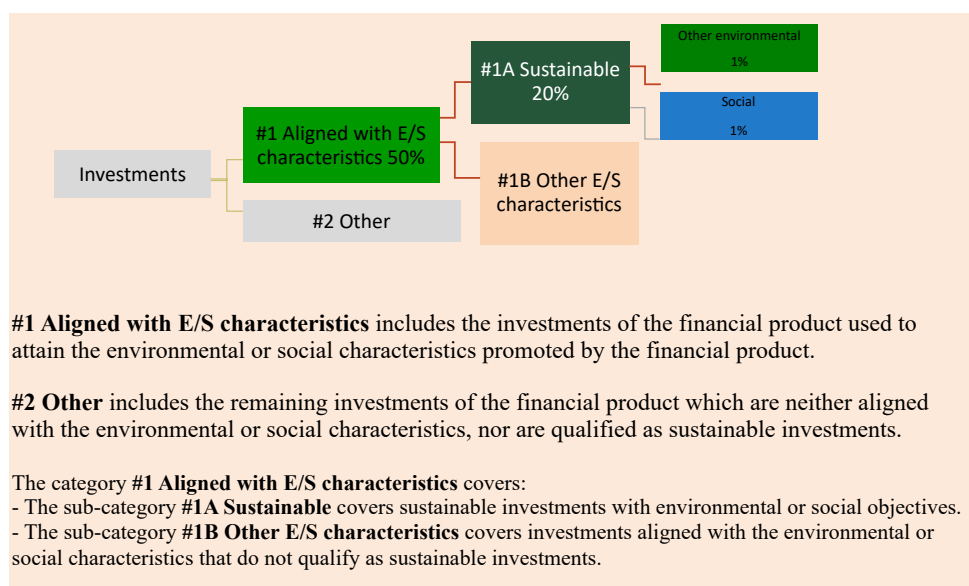 Other environmental
1%
#1A Sustainable
20%
Social
1%
#1 Aligned with E/S
characteristics 50%
Investments
#1B Other E/S
characteristics
#2 Other
#1 Aligned with E/S characteristics includes the investments of the financial product used to
attain the environmental or social characteristics promoted by the financial product.
#2 Other includes the remaining investments of the financial product which are neither aligned
with the environmental or social characteristics, nor are qualified as sustainable investments.
The category #1 Aligned with E/S characteristics covers:
- The sub-category #1A Sustainable covers sustainable investments with environmental or social objectives.
- The sub-category #1B Other E/S characteristics covers investments aligned with the environmental or
social characteristics that do not qualify as sustainable investments.